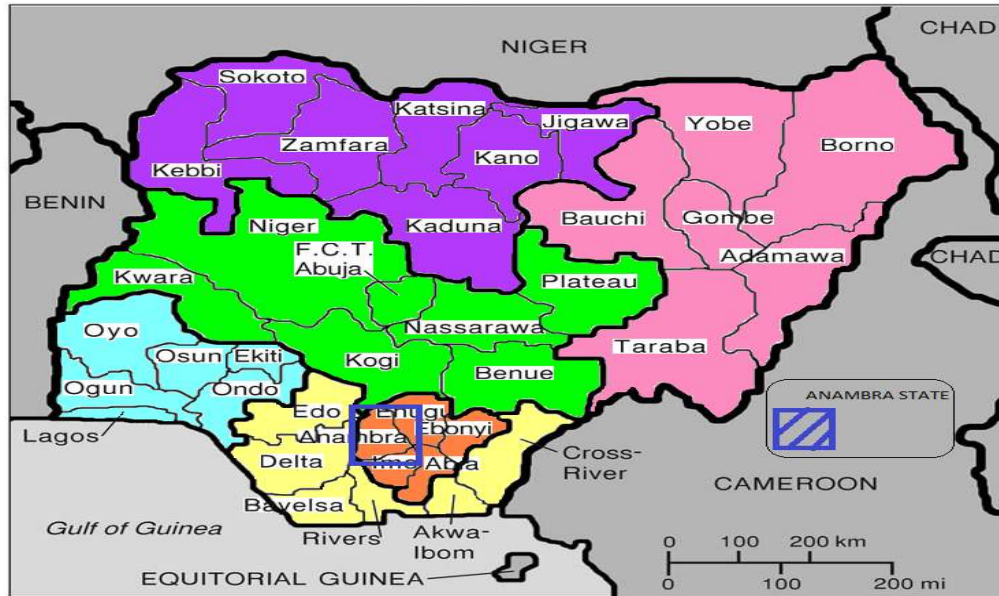 NIGER
CHAD
Sokoto
Katsina
Jigawa
Yobe
Borno
Zamfara
Kano
Kebbi
BENIN
Niger
Kaduna
Bauchi
Gombe
F.C.T.
Abuja
Adamawa
CHAD
Kwara
Plateau
Oyo
Nassarawa
Osun
Ekiti
Kogi
Taraba
Benue
Ogun
Ondo
ANAMBRA STATE
Edo
Enugu
Lagos
Anambra
Ebonyi
Delta
Imo
Abia
Cross-
River
CAMEROON
Bayelsa
Gulf of Guinea
Rivers
Akwa-
Ibom
0 100 200 km
EQUITORIAL GUINEA
0 100 200 mi